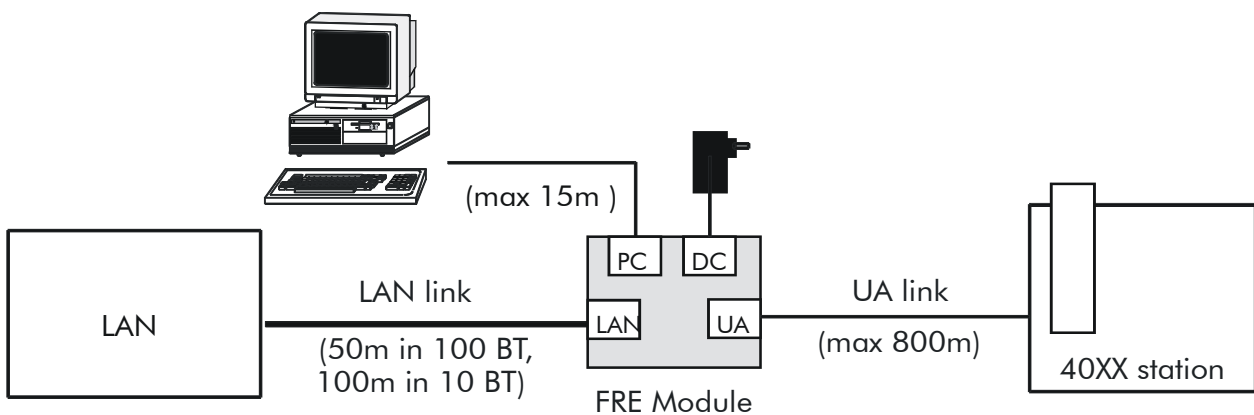 (max 15m )
PC
DC
LAN
LAN link
(50m in 100 BT,
100m in 10 BT)
LAN
UA
FRE Module
UA link
(max 800m)
40XX station